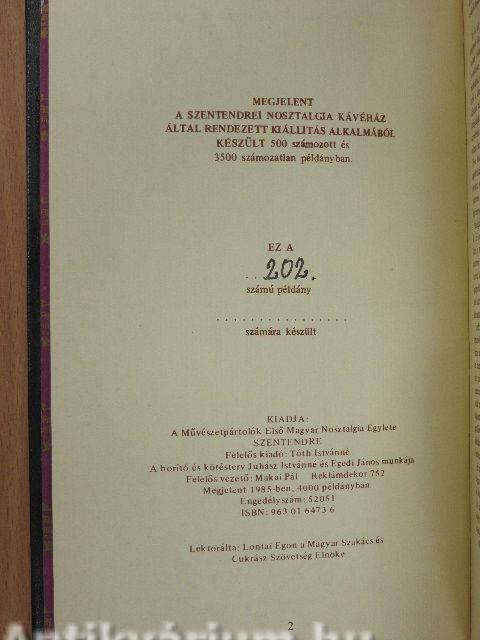 MEGJELENT
A SZENTENDREI NOSZTALGIA KÁVÉHÁZ
ÁLTAL RENDEZETT KIÁLLITÁS ALKALMÁBÓL
KÉSZÜLT 500 számozott és
3500 számozatlan példányban.
EZ A
..202.
számú példány
................
számára készült
KIADJA:
A Művészetpártolók Első Magyar Nosztalgia Egylete
SZENTENDRE
Felelős kiadó: Tóth Istvánné
A borító és kötésterv Juhász Istvánné és Egedi János munkája
Felelős vezető: Makai Pál Reklámdekor 752
Megjelent 1985-ben, 4000 példányban
Engedélyszám: 52051
ISBN: 963 01 6473 6
Lektorálta: Lontai Egon a Magyar Szakács és
Cukrász Szövetség Elnöke
2
Antikvárium.hu